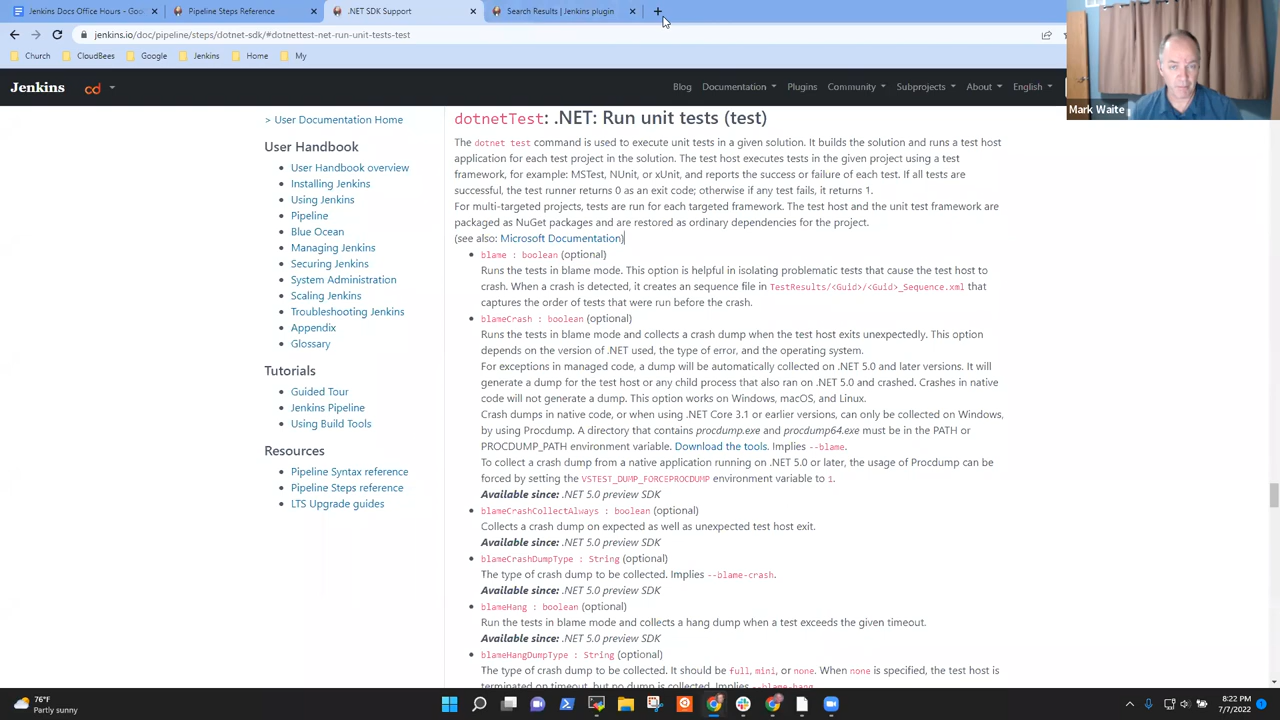 Jenkins Docs Office Hours - Goo
Pipeline Steps Reference
.NET SDK Support
Search Results | Jenkins plugin
jenkins.io/doc/pipeline/steps/dotnet-sdk/#dotnettest-net-run-unit-tests-test
Church
CloudBees
Google
Jenkins
Home
My
Mark Waite
Jenkins
cd
Blog
Documentation
Plugins
Community
Subprojects
About
English
> User Documentation Home
User Handbook
User Handbook overview
Installing Jenkins
Using Jenkins
Pipeline
Blue Ocean
Managing Jenkins
Securing Jenkins
System Administration
Scaling Jenkins
Troubleshooting Jenkins
Appendix
Glossary
Tutorials
Guided Tour
Jenkins Pipeline
Using Build Tools
Resources
Pipeline Syntax reference
Pipeline Steps reference
LTS Upgrade guides
dotnetTest: .NET: Run unit tests (test)
The dotnet test command is used to execute unit tests in a given solution. It builds the solution and runs a test host
application for each test project in the solution. The test host executes tests in the given project using a test
framework, for example: MSTest, NUnit, or xUnit, and reports the success or failure of each test. If all tests are
successful, the test runner returns 0 as an exit code; otherwise if any test fails, it returns 1.
For multi-targeted projects, tests are run for each targeted framework. The test host and the unit test framework are
packaged as NuGet packages and are restored as ordinary dependencies for the project.
(see also: Microsoft Documentation)
blame : boolean (optional)
Runs the tests in blame mode. This option is helpful in isolating problematic tests that cause the test host to
crash. When a crash is detected, it creates an sequence file in TestResults/<Guid>/<Guid>_Sequence.xml that
captures the order of tests that were run before the crash.
blameCrash : boolean (optional)
Runs the tests in blame mode and collects a crash dump when the test host exits unexpectedly. This option
depends on the version of .NET used, the type of error, and the operating system.
For exceptions in managed code, a dump will be automatically collected on .NET 5.0 and later versions. It will
generate a dump for the test host or any child process that also ran on .NET 5.0 and crashed. Crashes in native
code will not generate a dump. This option works on Windows, macOS, and Linux.
Crash dumps in native code, or when using .NET Core 3.1 or earlier versions, can only be collected on Windows,
by using Procdump. A directory that contains procdump.exe and procdump64.exe must be in the PATH or
PROCDUMP_PATH environment variable. Download the tools. Implies --blame.
To collect a crash dump from a native application running on .NET 5.0 or later, the usage of Procdump can be
forced by setting the VSTEST_DUMP_FORCEPROCDUMP environment variable to 1.
Available since: .NET 5.0 preview SDK
blameCrashCollectAlways : boolean (optional)
Collects a crash dump on expected as well as unexpected test host exit.
Available since: .NET 5.0 preview SDK
blameCrashDumpType : String (optional)
The type of crash dump to be collected. Implies --blame-crash.
Available since: .NET 5.0 preview SDK
blameHang : boolean (optional)
Run the tests in blame mode and collects a hang dump when a test exceeds the given timeout.
Available since: .NET 5.0 preview SDK
blameHangDumpType : String (optional)
The type of crash dump to be collected. It should be full, mini, or none. When none is specified, the test host is
terminated on timeout, but no dump is collected. Implies --blame-hang.
76°F
Partly sunny
8:22 PM
7/7/2022